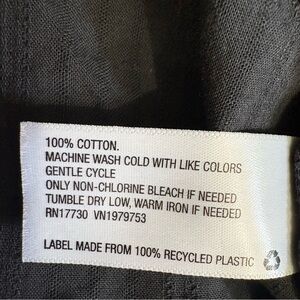 100% COTTON.
MACHINE WASH COLD WITH LIKE COLORS
GENTLE CYCLE
ONLY NON-CHLORINE BLEACH IF NEEDED
TUMBLE DRY LOW, WARM IRON IF NEEDED
RN17730 VN1979753
LABEL MADE FROM 100% RECYCLED PLASTIC